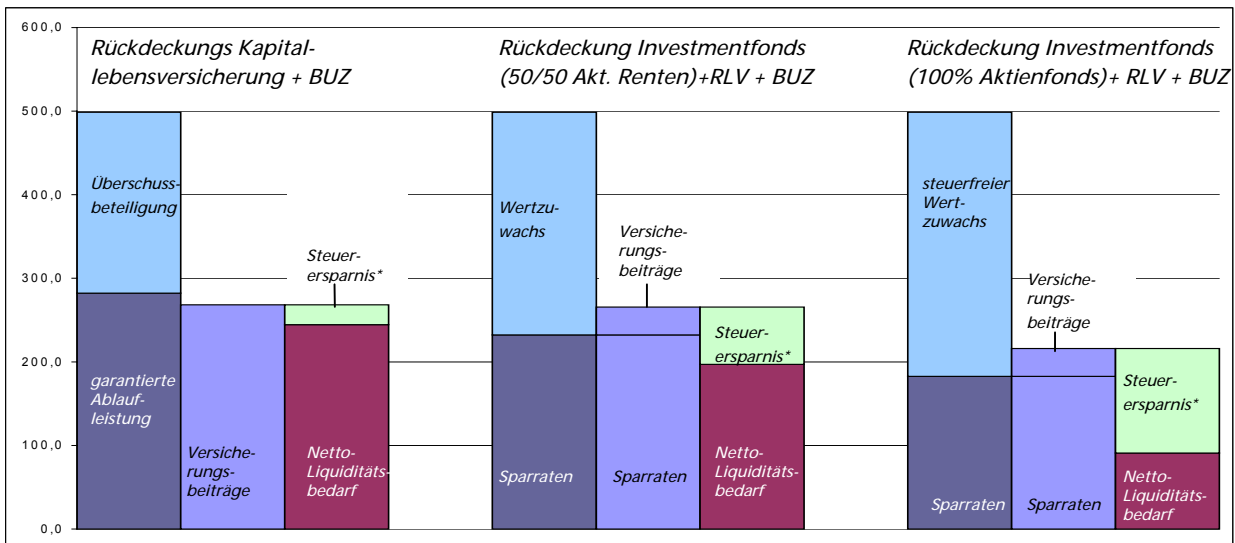 600,0
500,0
400,0
300,0
200,0
100,0
0,0
Rückdeckungs Kapital-
lebensversicherung + BUZ
Überschuss-
beteiligung
garantierte
Ablauf-
leistung
Versiche-
rungs-
beiträge
Steuer-
ersparnis*
Netto-
Liquiditäts-
bedarf
Rückdeckung Investmentfonds
(50/50 Akt. Renten)+RLV + BUZ
Wertzu-
wachs
Sparraten
Versiche-
rungs-
beiträge
Sparraten
Steuer-
ersparnis*
Netto-
Liquiditäts-
bedarf
Rückdeckung Investmentfonds
(100% Aktienfonds)+ RLV + BUZ
steuerfreier
Wert-
zuwachs
Sparraten
Versiche-
rungs-
beiträge
Sparraten
Steuer-
ersparnis*
Netto-
Liquiditäts-
bedarf